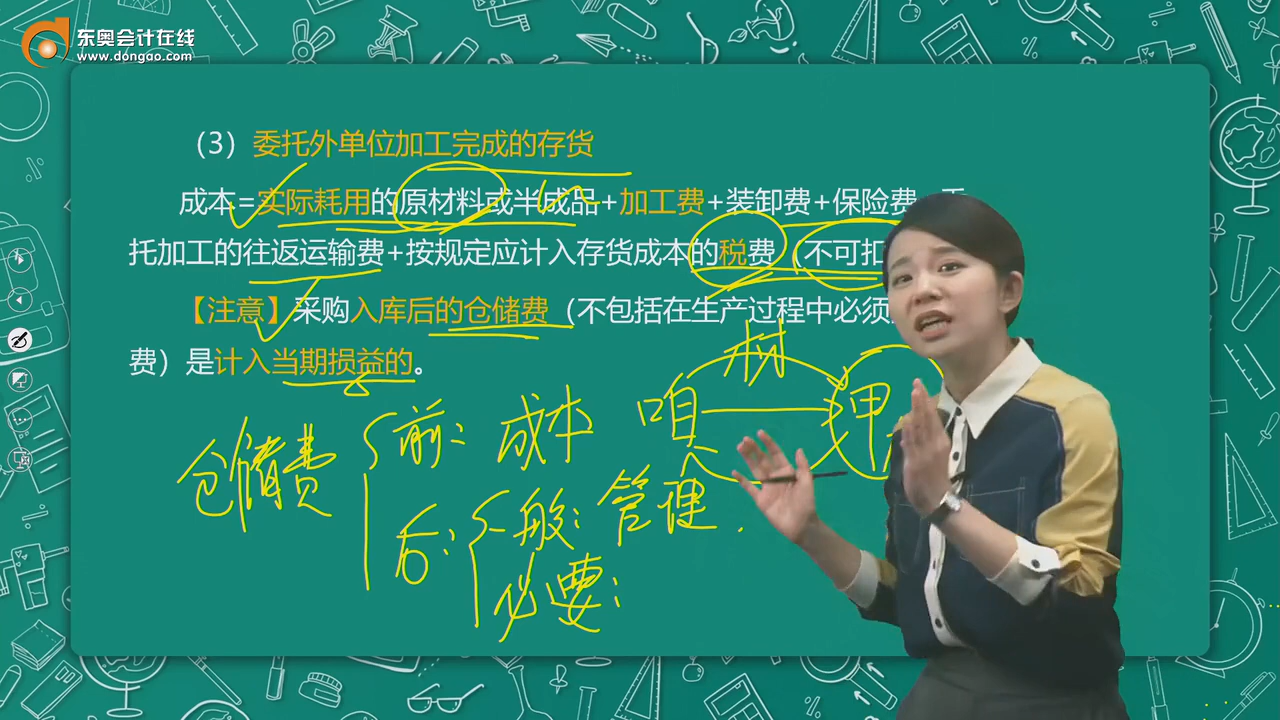 东奥会计在线
www.dongao.com
（3）委托外单位加工完成的存货
成本=实际耗用的原材料或半成品+加工费+装卸费+保险费
托加工的往返运输费+按规定应计入存货成本的税费（不可扣
【注意】采购入库后的仓储费（不包括在生产过程中必须
费）是计入当期损益的。
材
仓储费 前： 成本
后： 一般：管理
必要：